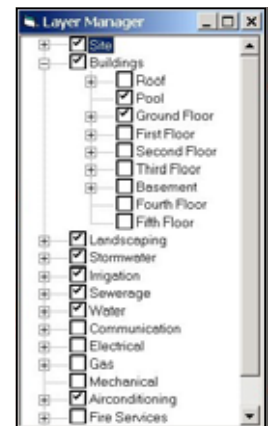 Layer Manager
Site
Buildings
Roof
Pool
Ground Floor
First Floor
Second Floor
Third Floor
Basement
Fourth Floor
Fifth Floor
Landscaping
Stormwater
Irrigation
Sewerage
Water
Communication
Electrical
Gas
Mechanical
Airconditioning
Fire Services